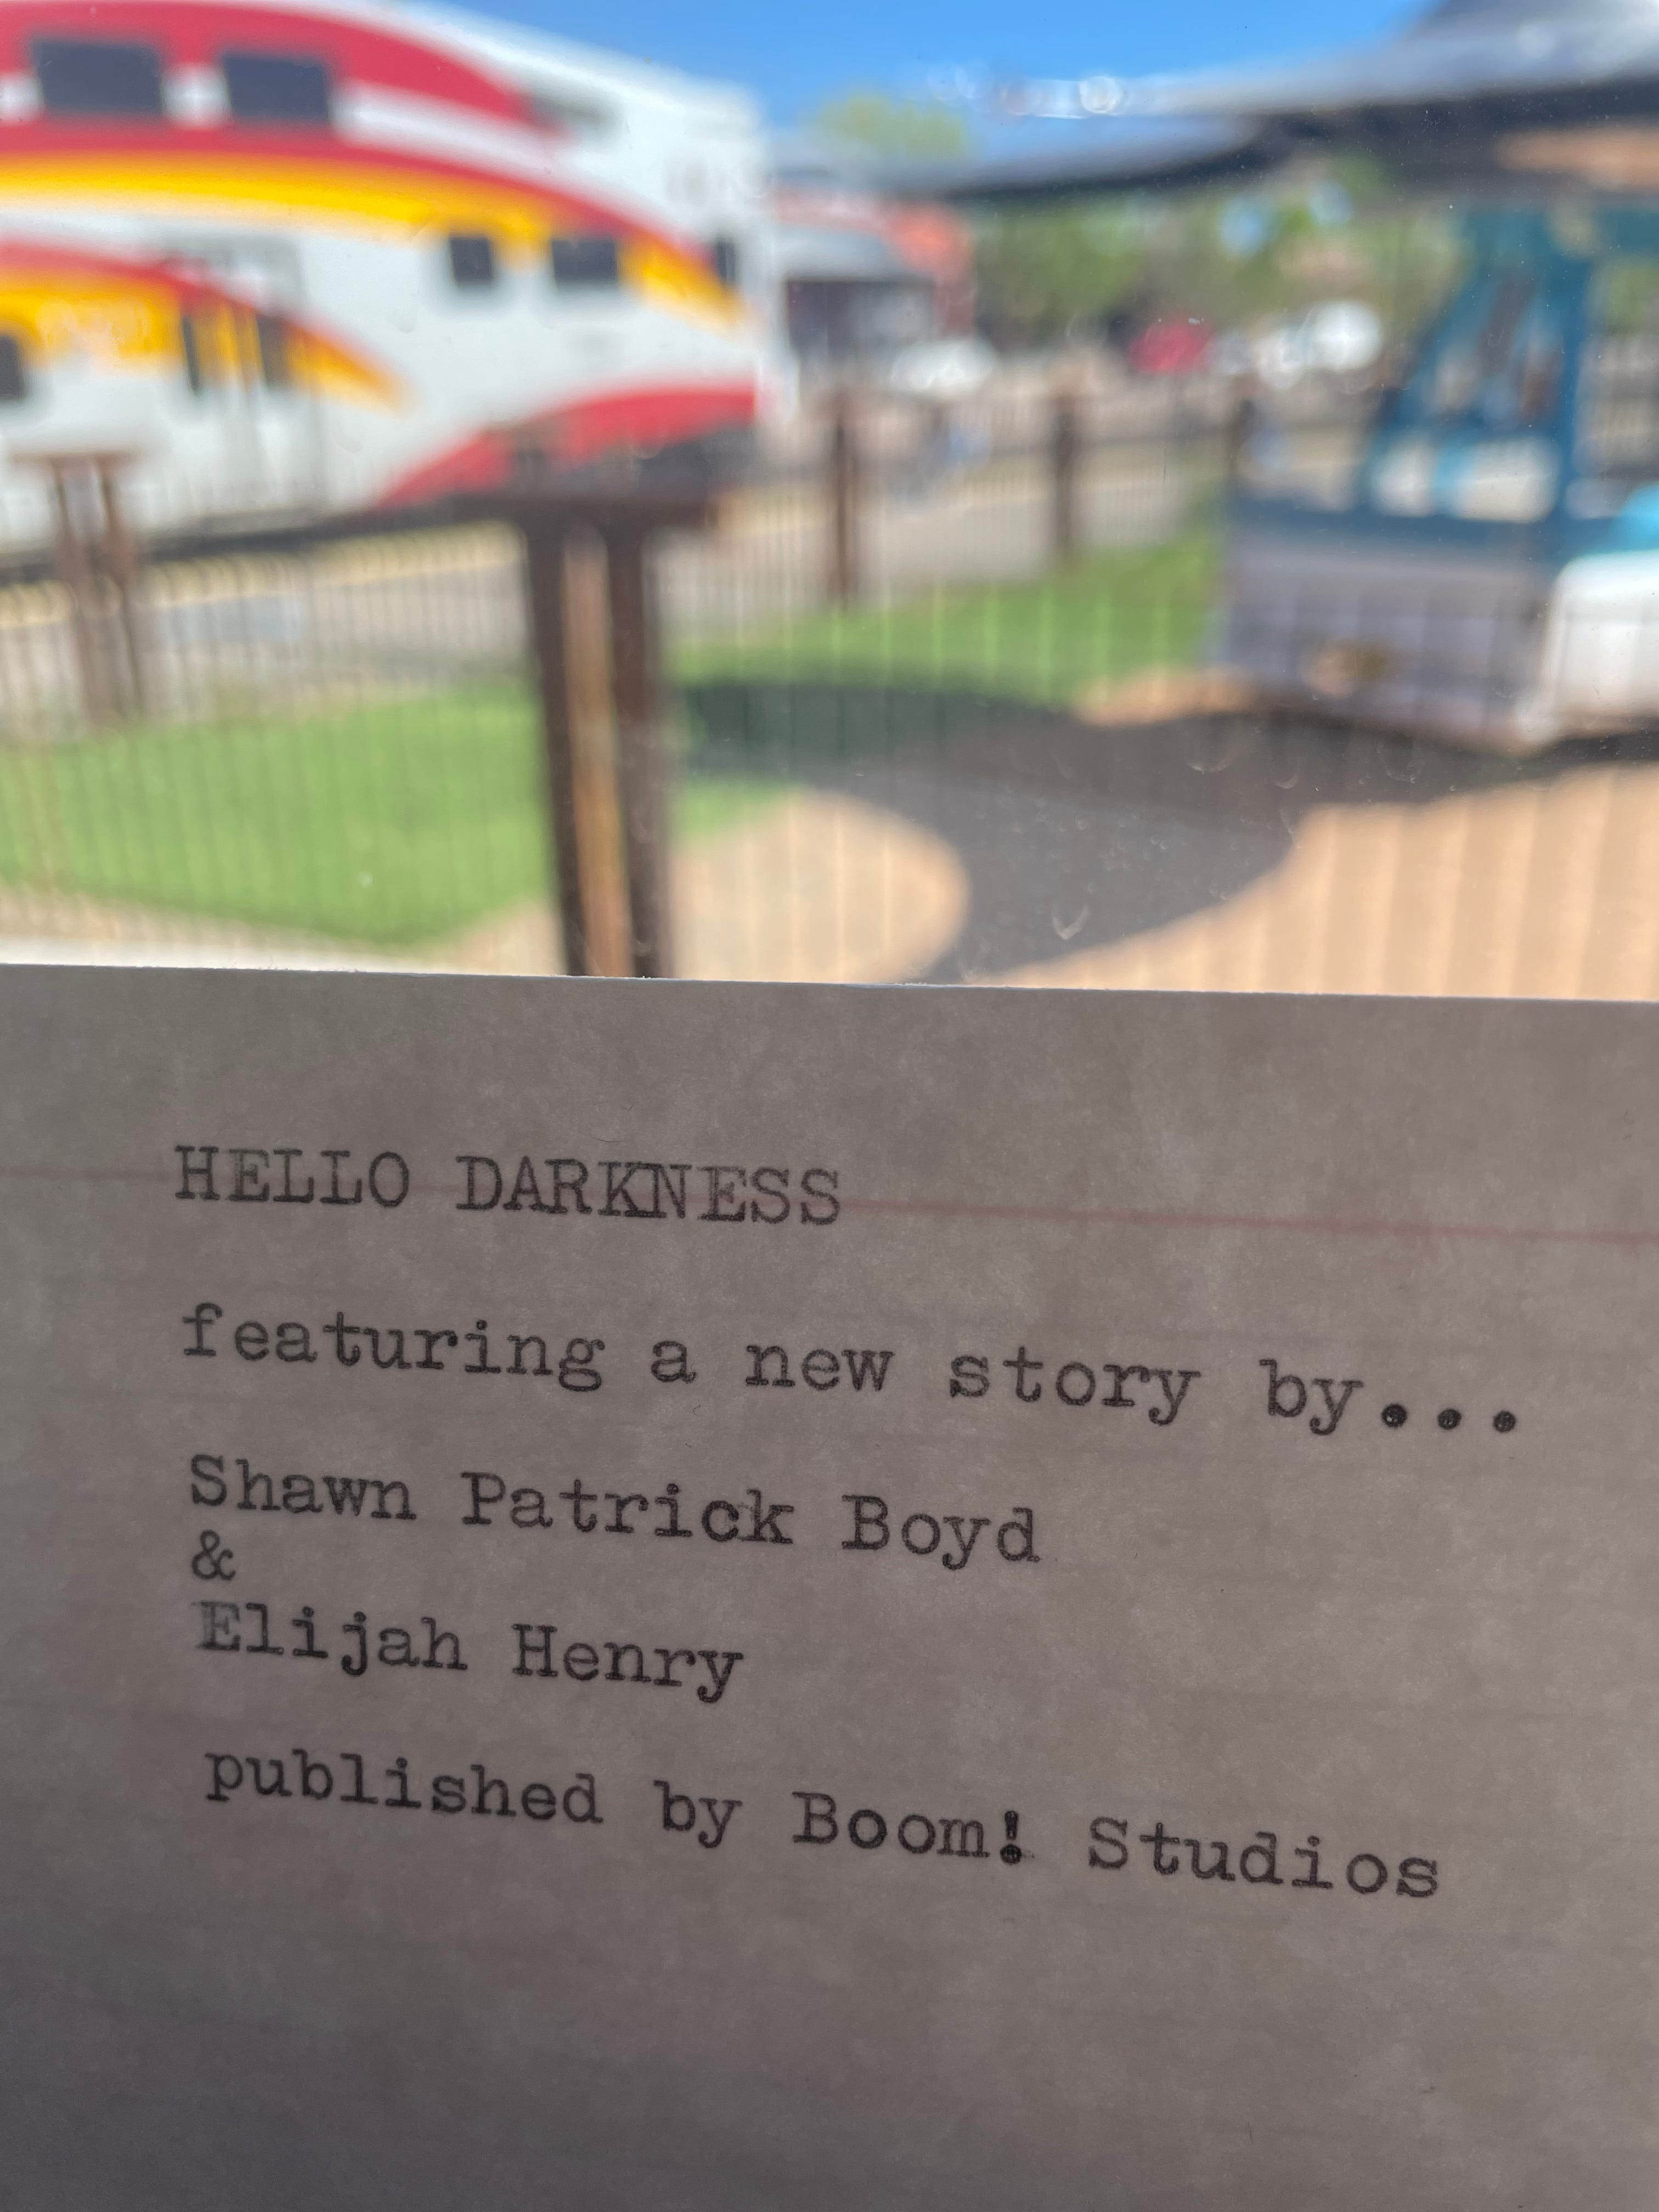 HELLO DARKNESS
featuring a new story by...
Shawn Patrick Boyd
&
Elijah Henry
published by Boom! Studios